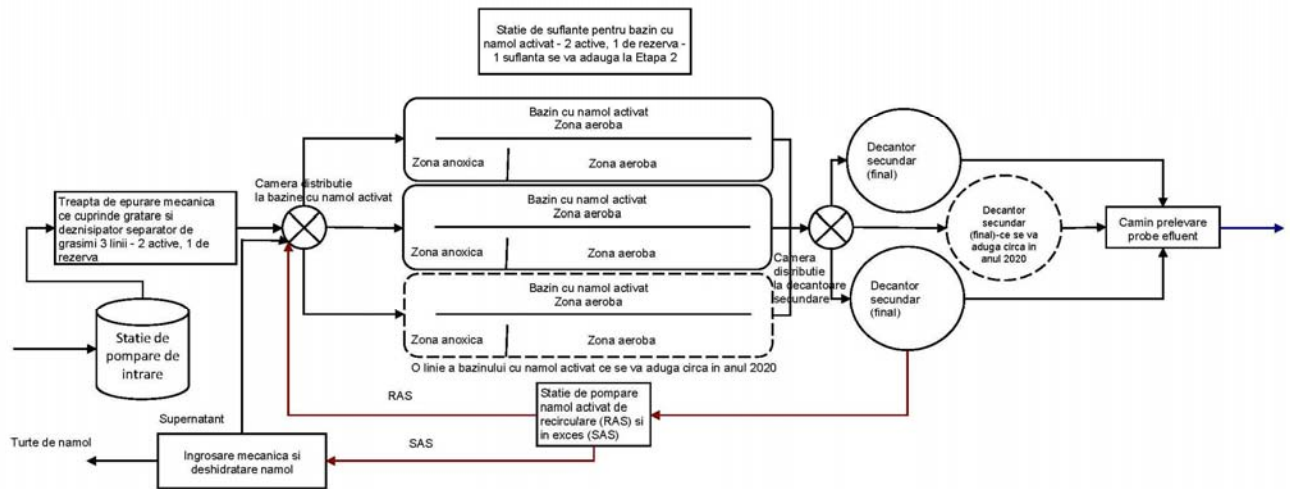 Statie de suflante pentru bazin cu
namol activat - 2 active, 1 de rezerva -
1 suflanta se va adauga la Etapa 2
Bazin cu namol activat
Zona aeroba
Zona anoxica
Zona aeroba
Camera distributie
la bazine cu namol activat
Treapta de epurare mecanica
ce cuprinde gratare si
deznisipator separator de
grasimi 3 linii - 2 active, 1 de
rezerva
Bazin cu namol activat
Zona aeroba
Zona anoxica
Zona aeroba
Bazin cu namol activat
Zona aeroba
Zona anoxica
Zona aeroba
O linie a bazinului cu namol activat ce se va aduga circa in anul 2020
Camera
distributie
la decantoare
secundare
Decantor
secundar
(final)
Decantor
secundar
(final)-ce se va
aduga circa in
anul 2020
Decantor
secundar
(final)
Camin prelevare
probe efluent
Statie de
pompare de
intrare
RAS
Statie de pompare
namol activat de
recirculare (RAS) si
in exces (SAS)
Supernatant
SAS
Turte de namol
Ingrosare mecanica si
deshidratare namol